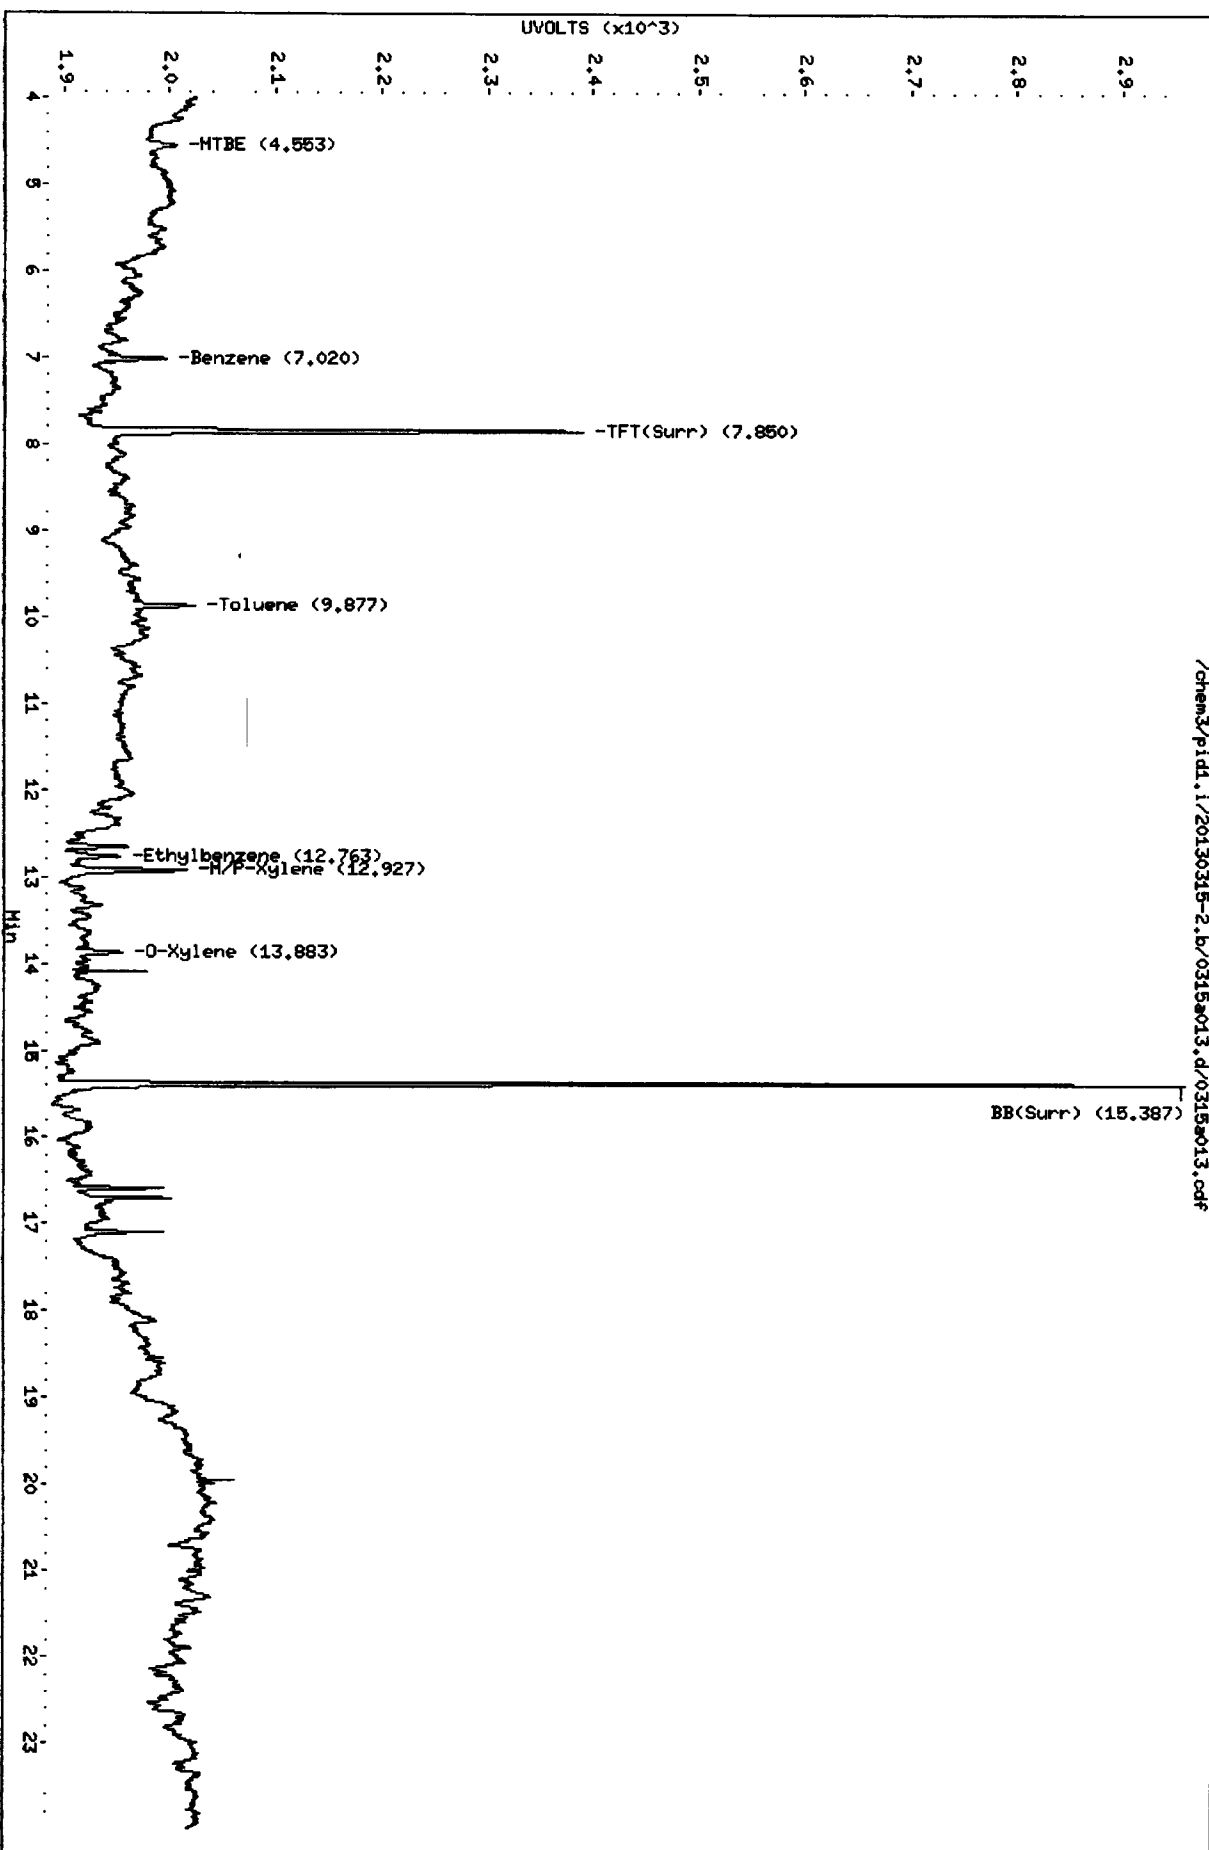 /chem3/pid1.i/20130315-2.b/0315a013.d/0315a013.cdf
UVOLTS (x10^3)
1.9-
2.0-
2.1-
2.2-
2.3-
2.4-
2.5-
2.6-
2.7-
2.8-
2.9-
4-
-MTBE (4.553)
5-
6-
7-
-Benzene (7.020)
-TFT(Surr) (7.850)
8-
9-
-Toluene (9.877)
10-
11-
12-
-Ethylbenzene (12.763)
-M/P-Xylene (12.927)
13-
Min
-O-Xylene (13.883)
14-
15-
BB(Surr) (15.387)
16-
17-
18-
19-
20-
21-
22-
23-